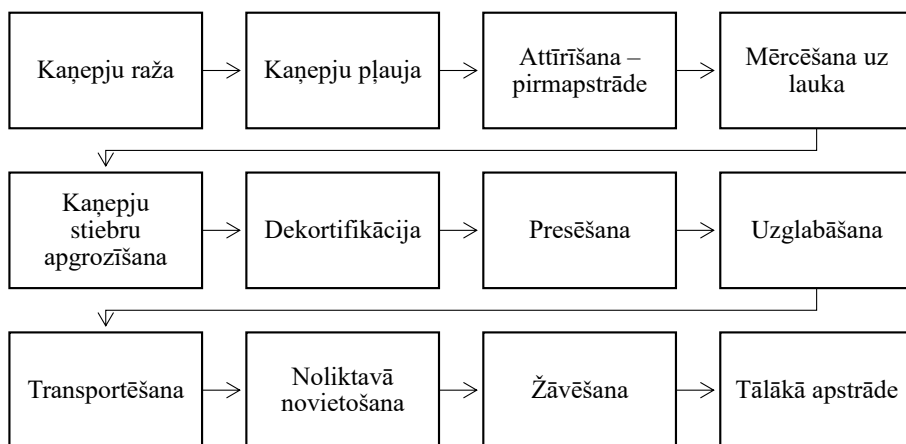 Kaņepju raža
Kaņepju pļauja
Attīrīšana –
pirmapstrāde
Mērcēšana uz
lauka
Kaņepju
stiebru
apgrozīšana
Dekortifikācija
Presēšana
Uzglabāšana
Transportēšana
Noliktavā
novietošana
Žāvēšana
Tālākā apstrāde